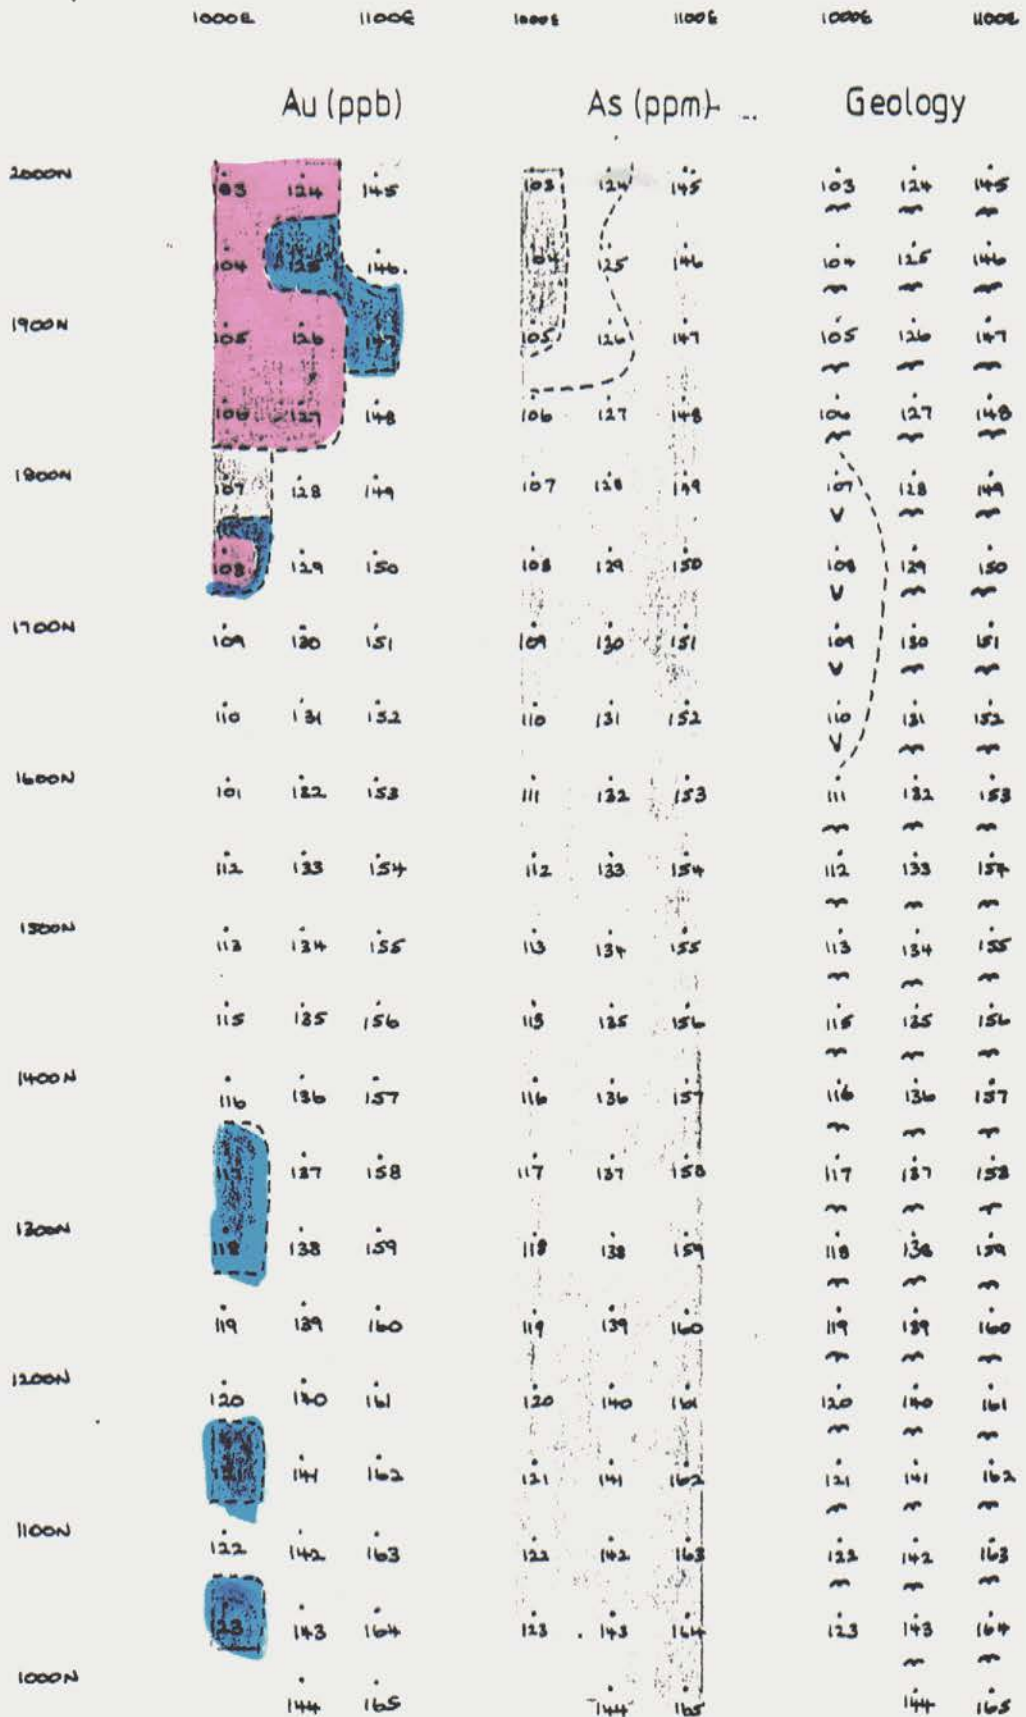 1000E 1100E 1000E 1100E 1000E 1100E
Au (ppb) As (ppm) Geology
2000N 103 124 145 103 124 145 103 124 145
m m m
104 125 146 104 125 146 104 125 146
m m m
1900N 105 126 147 105 126 147 105 126 147
m m m
106 127 148 106 127 148 106 127 148
m m m
1800N 107 128 149 107 128 149 107 128 149
V m m
108 129 150 108 129 150 108 129 150
V m m
1700N 109 130 151 109 130 151 109 130 151
V m m
110 131 152 110 131 152 110 131 152
V m m
1600N 101 132 153 111 132 153 111 132 153
m m m
112 133 154 112 133 154 112 133 154
m m m
1500N 113 134 155 113 134 155 113 134 155
m m m
115 135 156 113 135 156 115 135 156
m m m
1400N 116 136 157 116 136 157 116 136 157
m m m
137 158 117 137 158 117 137 158
m m m
1300N 118 138 159 118 138 159 118 138 159
m m m
119 139 160 119 139 160 119 139 160
m m m
1200N 120 140 161 120 140 161 120 140 161
m m m
141 162 121 141 162 121 141 162
m m m
1100N 122 142 163 122 142 163 122 142 163
m m m
123 143 164 123 143 164 123 143 164
m m
1000N 144 165 144 165 144 165